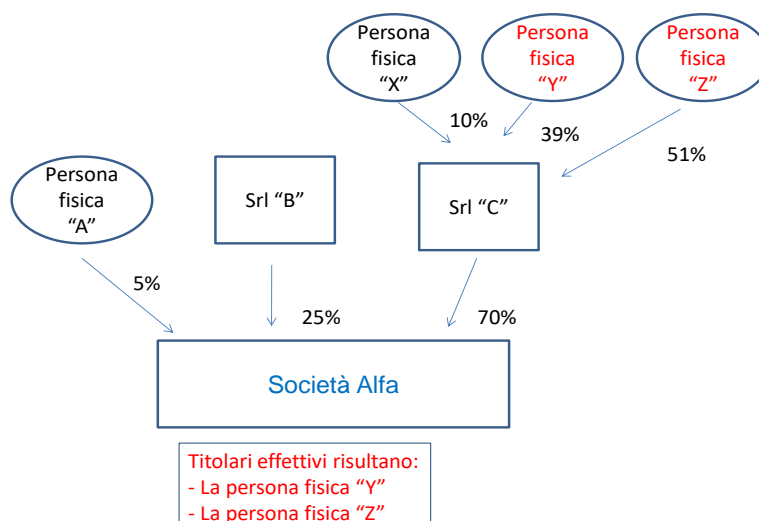 Persona
fisica
“X”
Persona
fisica
“Y”
Persona
fisica
“Z”
10%
39%
51%
Persona
fisica
“A”
Srl “B”
Srl “C”
5%
25%
70%
Società Alfa
Titolari effettivi risultano:
- La persona fisica “Y”
- La persona fisica “Z”